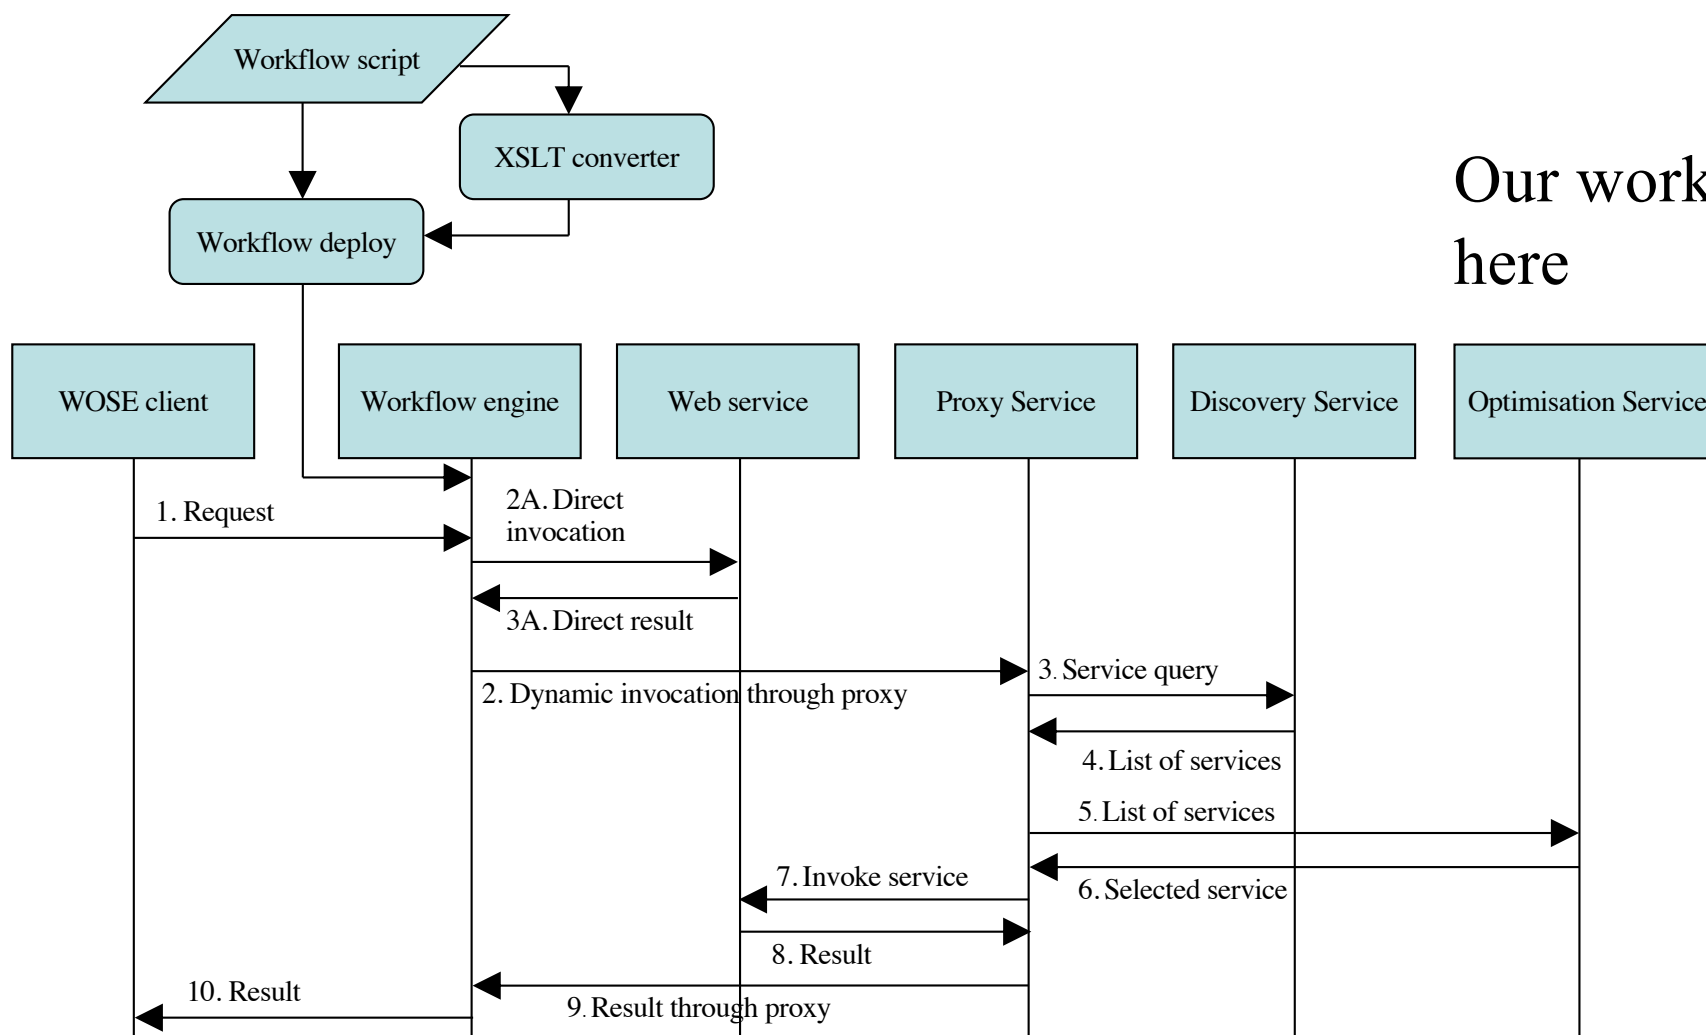 Workflow script
XSLT converter
Our work
here
Workflow deploy
WOSE client
Workflow engine
Web service
Proxy Service
Discovery Service
Optimisation Service
1. Request
2A. Direct
invocation
3A. Direct result
2. Dynamic invocation through proxy
3. Service query
4. List of services
5. List of services
6. Selected service
7. Invoke service
8. Result
9. Result through proxy
10. Result